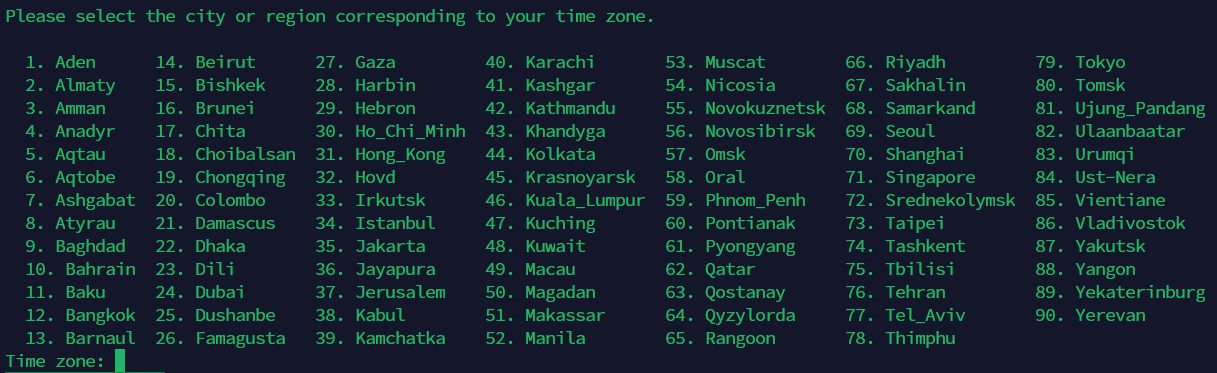 Please select the city or region corresponding to your time zone.
1. Aden 14. Beirut 27. Gaza 40. Karachi 53. Muscat 66. Riyadh 79. Tokyo
2. Almaty 15. Bishkek 28. Harbin 41. Kashgar 54. Nicosia 67. Sakhalin 80. Tomsk
3. Amman 16. Brunei 29. Hebron 42. Kathmandu 55. Novokuznetsk 68. Samarkand 81. Ujung_Pandang
4. Anadyr 17. Chita 30. Ho_Chi_Minh 43. Khandyga 56. Novosibirsk 69. Seoul 82. Ulaanbaatar
5. Aqtau 18. Choibalsan 31. Hong_Kong 44. Kolkata 57. Omsk 70. Shanghai 83. Urumqi
6. Aqtobe 19. Chongqing 32. Hovd 45. Krasnoyarsk 58. Oral 71. Singapore 84. Ust-Nera
7. Ashgabat 20. Colombo 33. Irkutsk 46. Kuala_Lumpur 59. Phnom_Penh 72. Srednekolymsk 85. Vientiane
8. Atyrau 21. Damascus 34. Istanbul 47. Kuching 60. Pontianak 73. Taipei 86. Vladivostok
9. Baghdad 22. Dhaka 35. Jakarta 48. Kuwait 61. Pyongyang 74. Tashkent 87. Yakutsk
10. Bahrain 23. Dili 36. Jayapura 49. Macau 62. Qatar 75. Tbilisi 88. Yangon
11. Baku 24. Dubai 37. Jerusalem 50. Magadan 63. Qostanay 76. Tehran 89. Yekaterinburg
12. Bangkok 25. Dushanbe 38. Kabul 51. Makassar 64. Qyzylorda 77. Tel_Aviv 90. Yerevan
13. Barnaul 26. Famagusta 39. Kamchatka 52. Manila 65. Rangoon 78. Thimphu
Time zone: